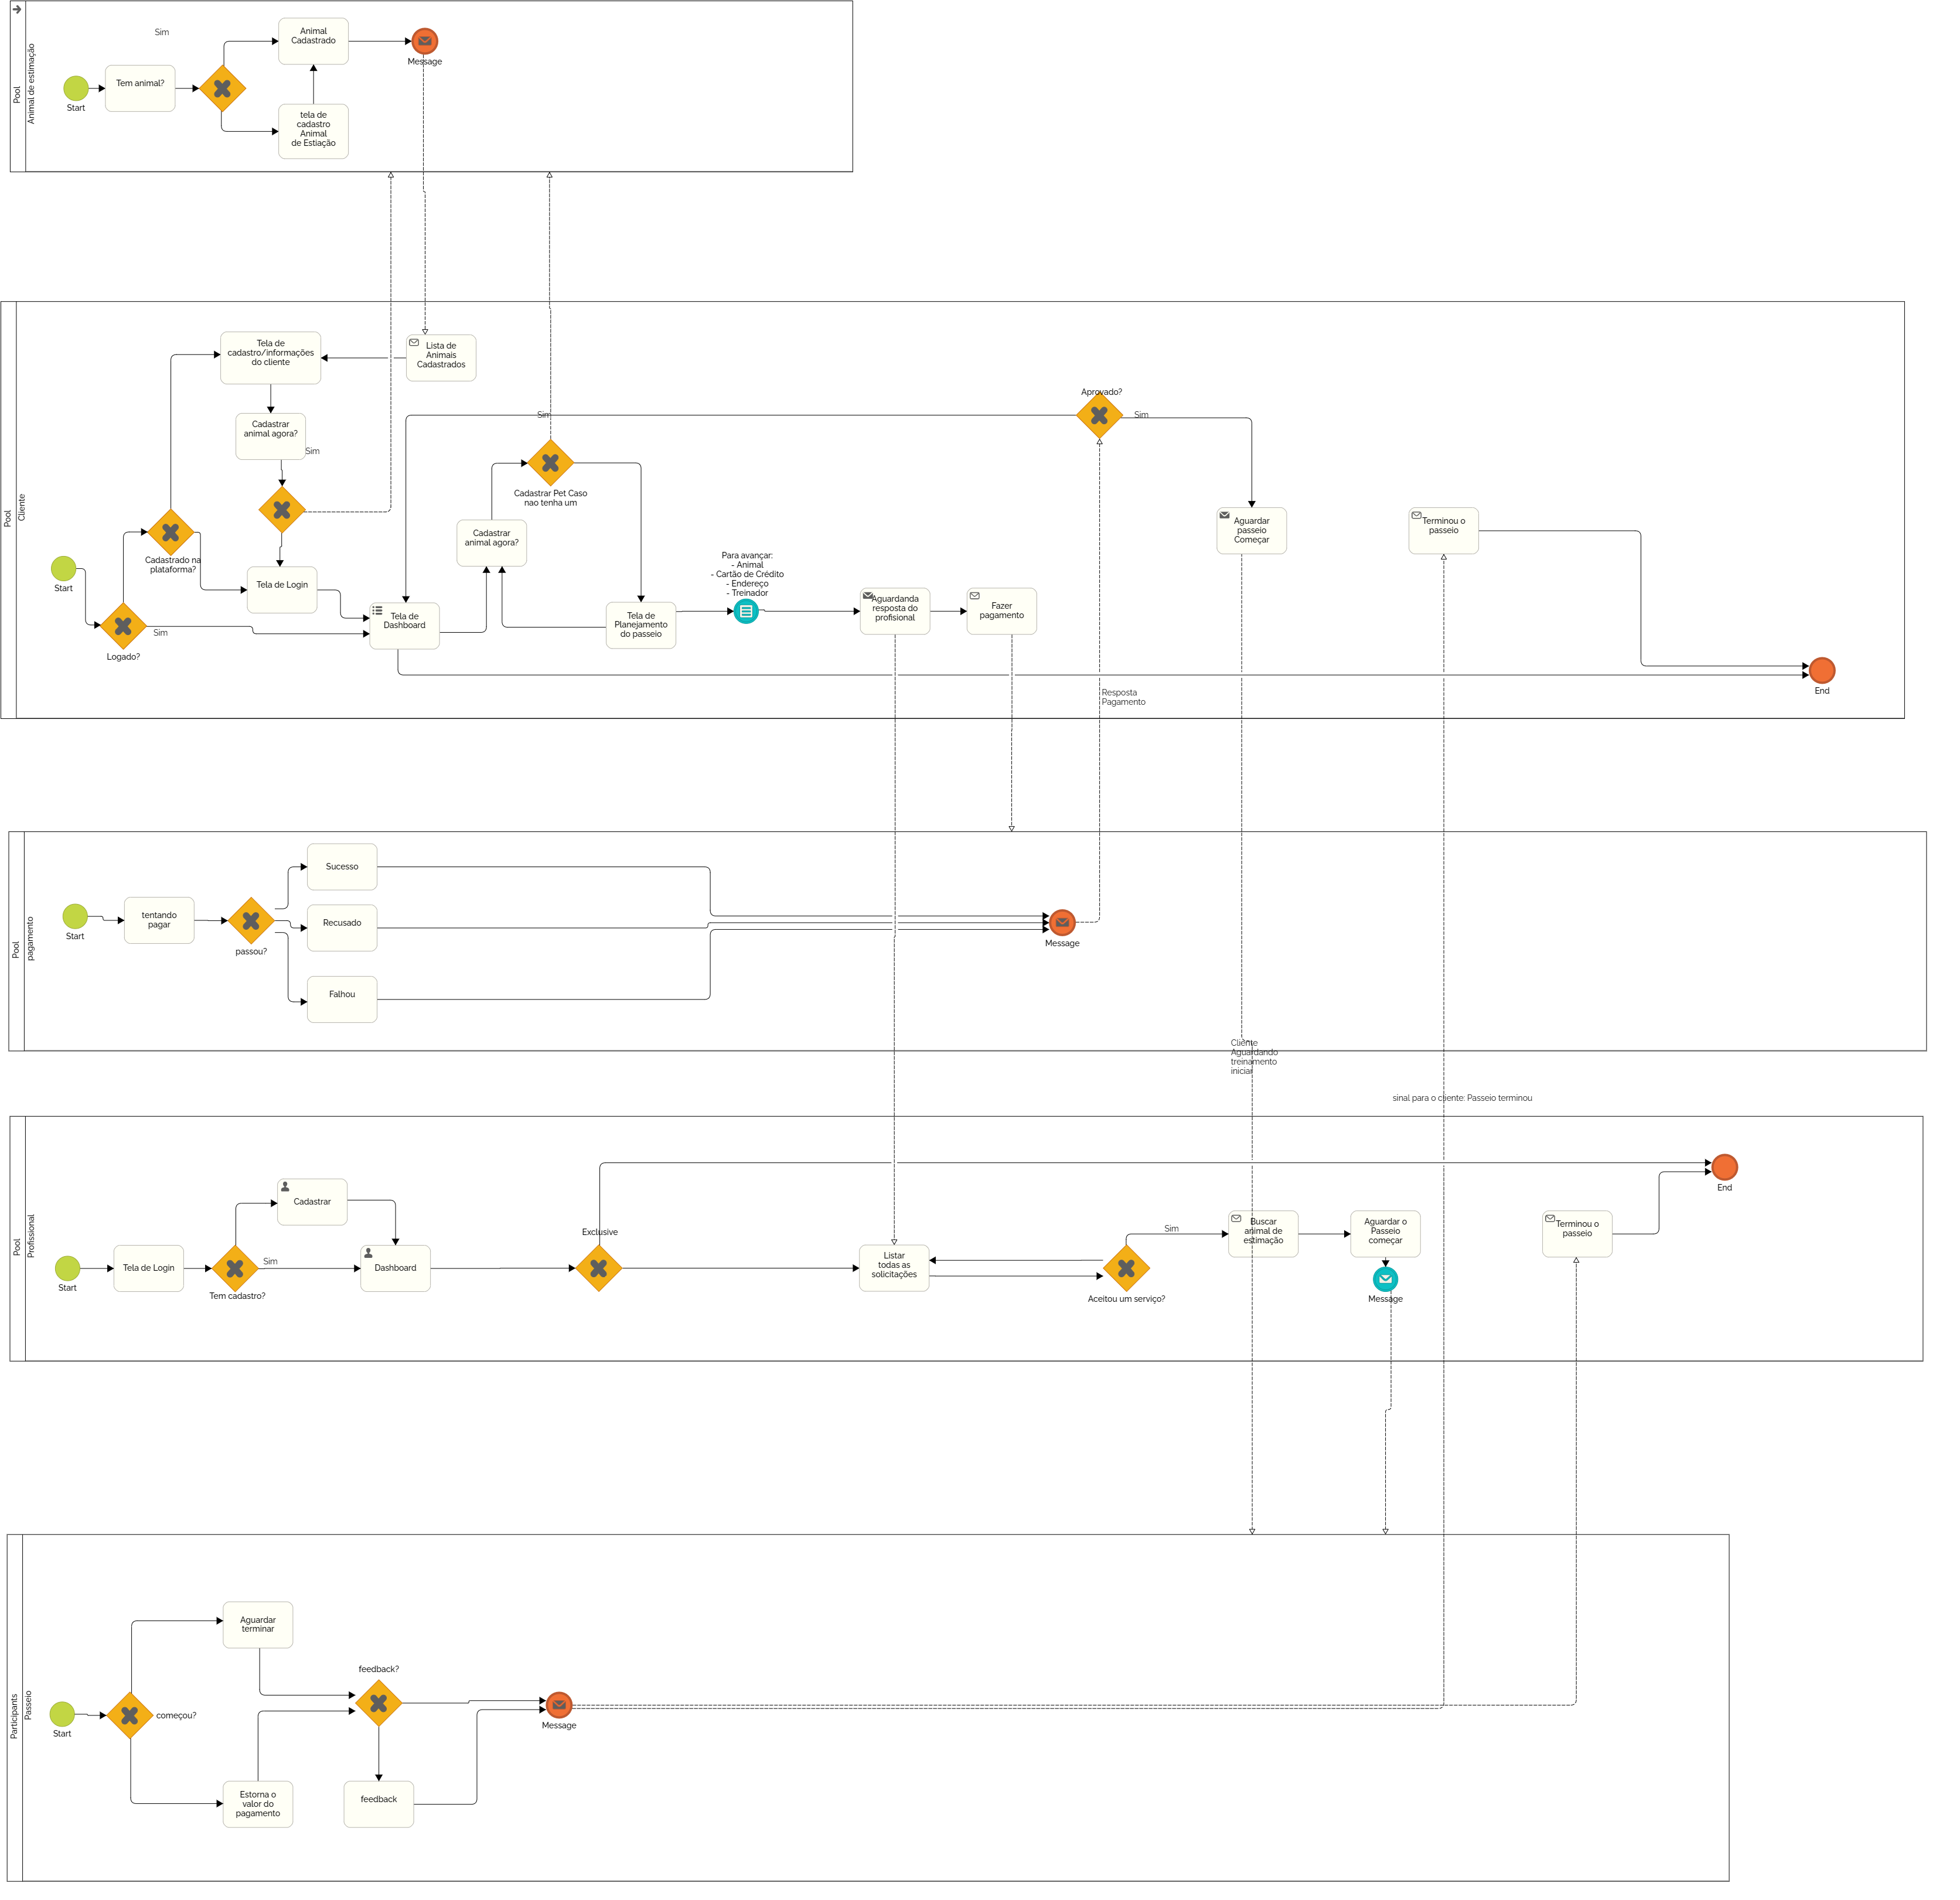 Pool
Animal de estimação
Sim
Start
Tem animal?
Animal
Cadastrado
tela de
cadastro
Animal
de Estiação
Message
Pool
Cliente
Tela de
cadastro/informações
do cliente
Lista de
Animais
Cadastrados
Cadastrar
animal agora?
Sim
Start
Cadastrado na
plataforma?
Logado?
Sim
Tela de Login
Tela de
Dashboard
Cadastrar
animal agora?
Sim
Cadastrar Pet Caso
nao tenha um
Tela de
Planejamento
do passeio
Para avançar:
- Animal
- Cartão de Crédito
- Endereço
- Treinador
Aguardanda
resposta do
profisional
Fazer
pagamento
Aprovado?
Sim
Resposta
Pagamento
Aguardar
passeio
Começar
Terminou o
passeio
End
Pool
pagamento
Start
tentando
pagar
passou?
Sucesso
Recusado
Falhou
Message
Cliente
Aguardando
treinamento
iniciar
sinal para o cliente: Passeio terminou
Pool
Profissional
Start
Tela de Login
Tem cadastro?
Sim
Cadastrar
Dashboard
Exclusive
Listar
todas as
solicitações
Aceitou um serviço?
Sim
Buscar
animal de
estimação
Aguardar o
Passeio
começar
Message
Terminou o
passeio
End
Participants
Passeio
Start
começou?
Aguardar
terminar
Estorna o
valor do
pagamento
feedback?
feedback
Message